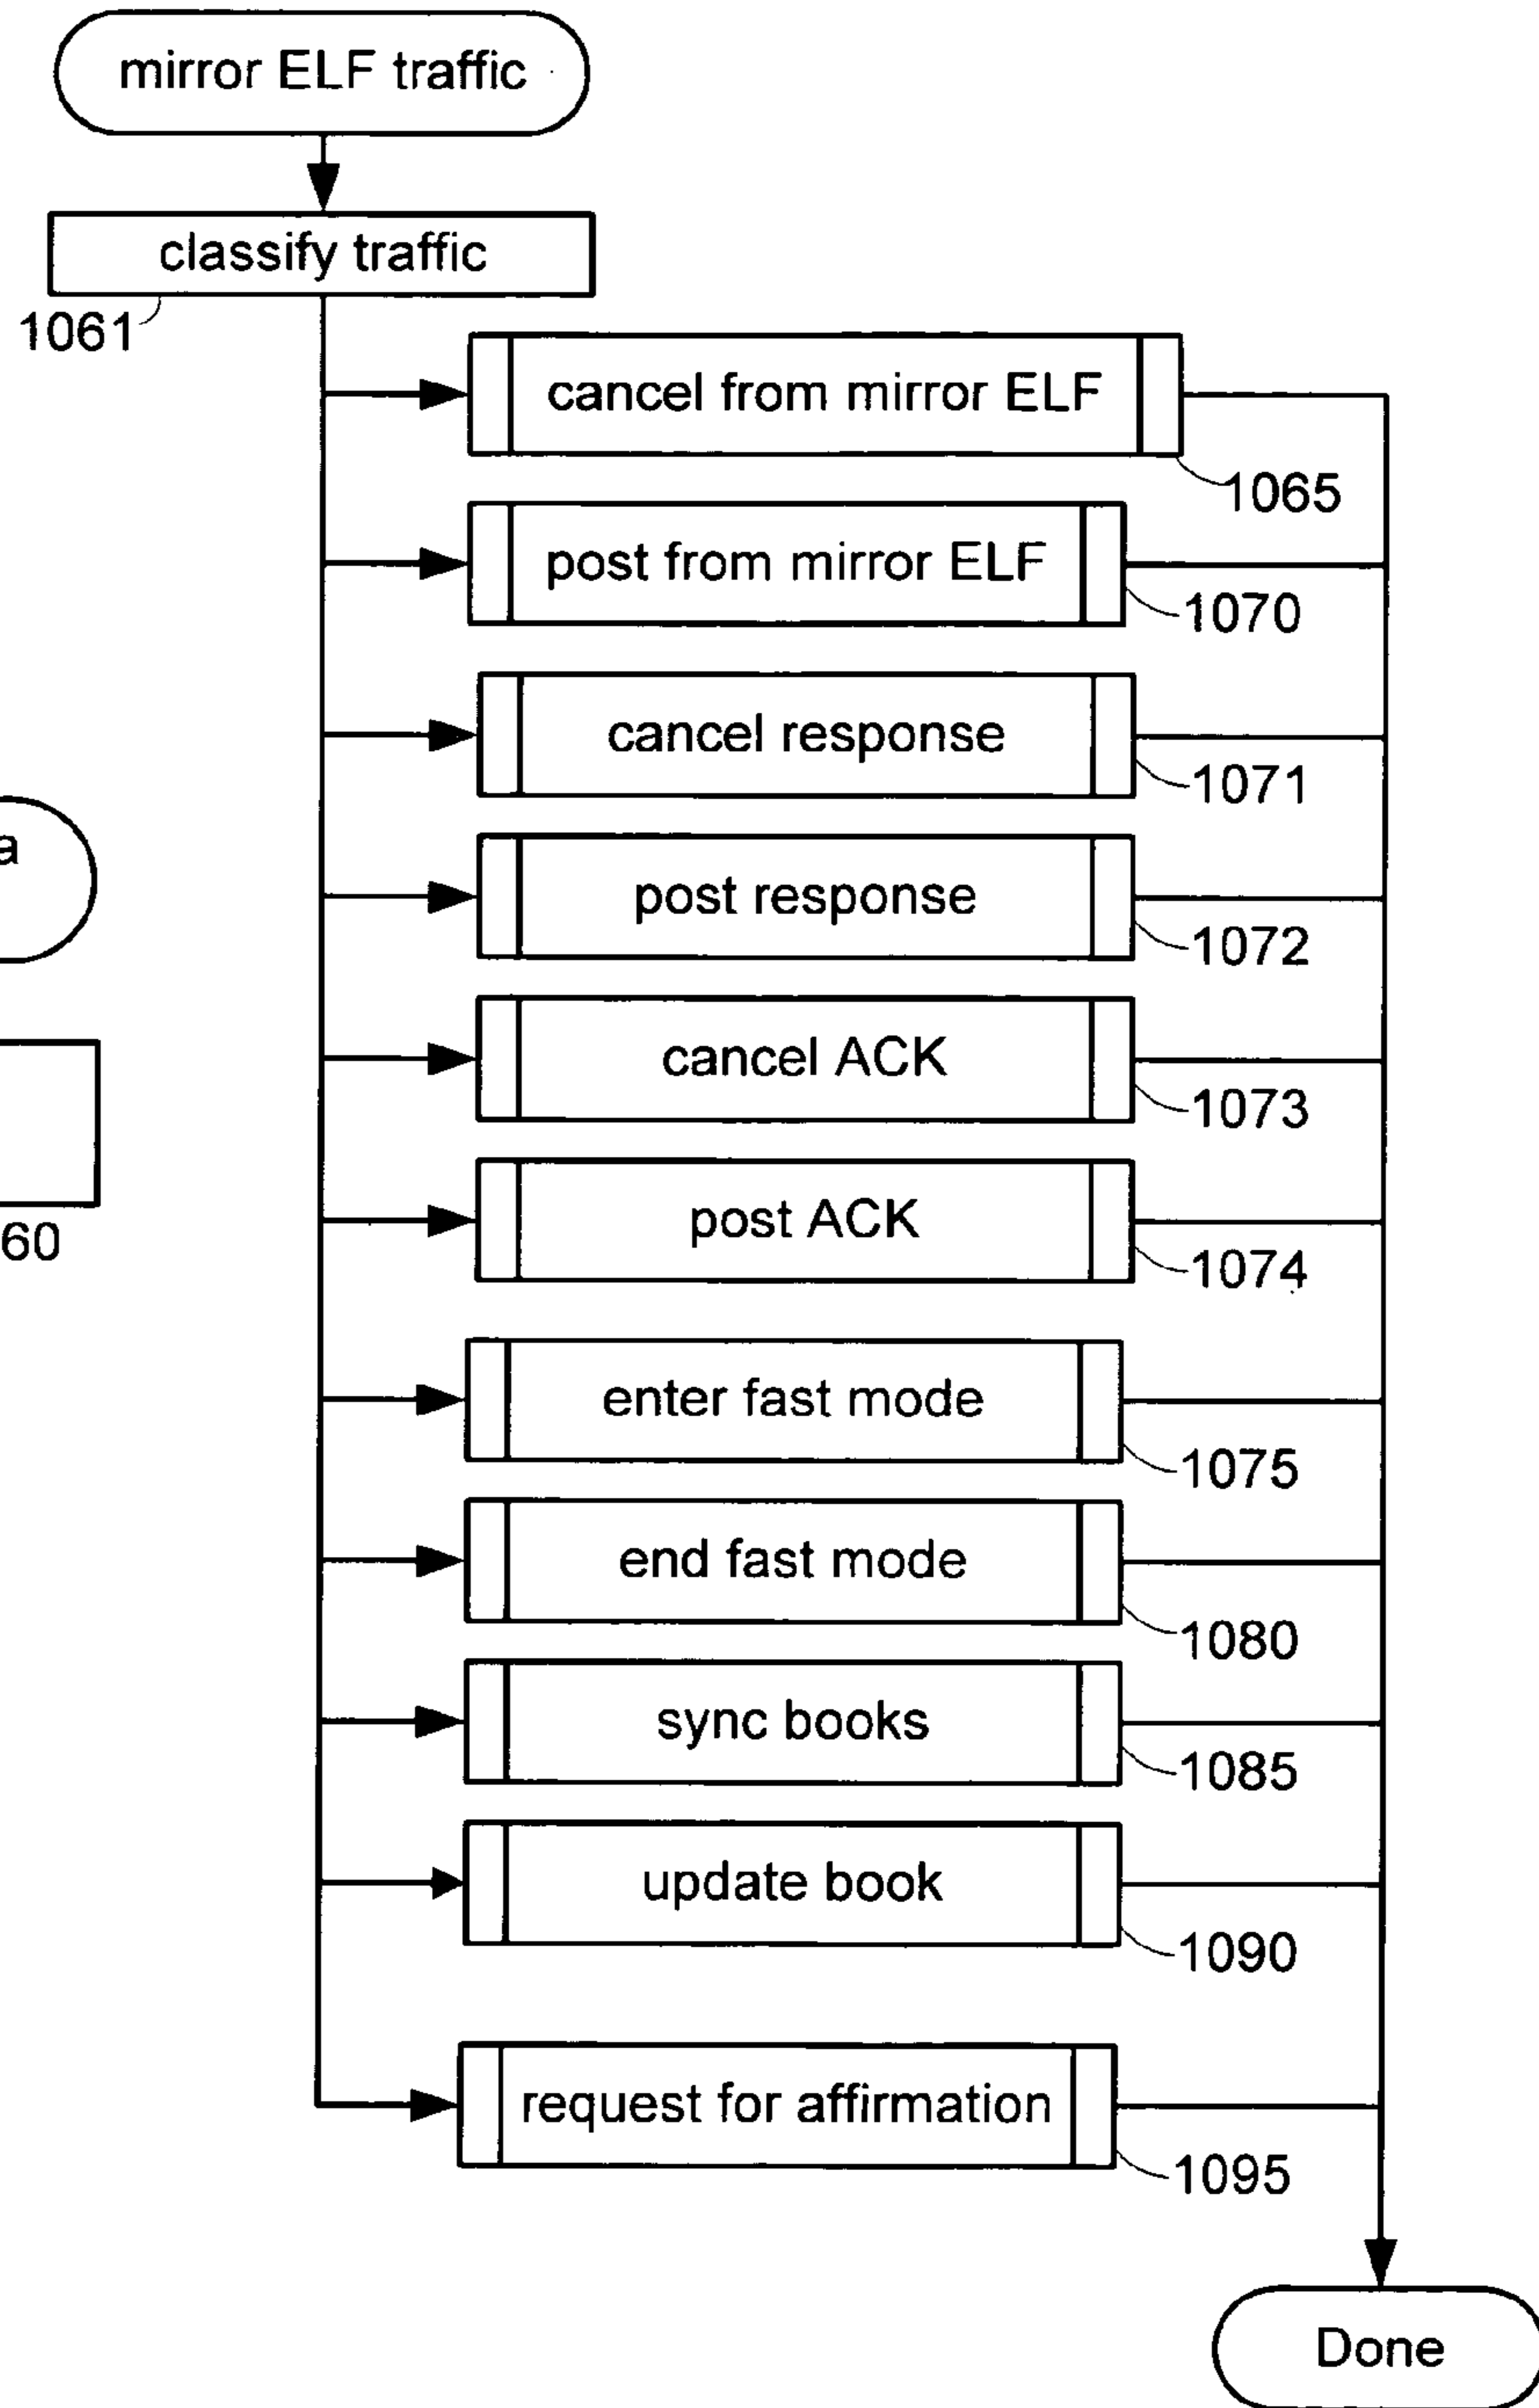 mirror ELF traffic
classify traffic
1061
cancel from mirror ELF
1065
post from mirror ELF
1070
cancel response
1071
a
post response
1072
cancel ACK
1073
post ACK
60
1074
enter fast mode
1075
end fast mode
1080
sync books
1085
update book
1090
request for affirmation
1095
Done